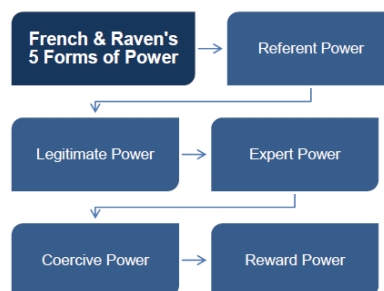 French & Raven's
5 Forms of Power
Referent Power
Legitimate Power
Expert Power
Coercive Power
Reward Power